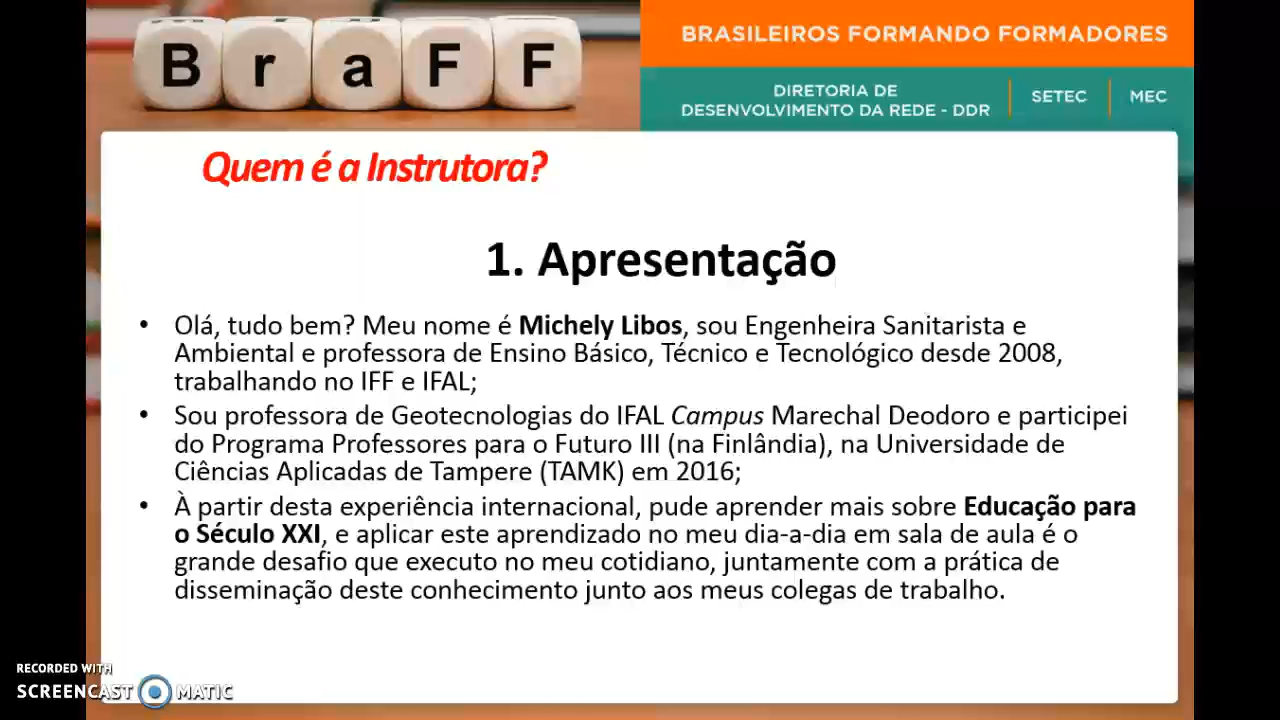 BraFF
BRASILEIROS FORMANDO FORMADORES
DIRETORIA DE
DESENVOLVIMENTO DA REDE - DDR
SETEC
MEC
Quem é a Instrutora?
1. Apresentação
• Olá, tudo bem? Meu nome é Michely Libos, sou Engenheira Sanitarista e
Ambiental e professora de Ensino Básico, Técnico e Tecnológico desde 2008,
trabalhando no IFF e IFAL;
• Sou professora de Geotecnologias do IFAL Campus Marechal Deodoro e participei
do Programa Professores para o Futuro III (na Finlândia), na Universidade de
Ciências Aplicadas de Tampere (TAMK) em 2016;
• À partir desta experiência internacional, pude aprender mais sobre Educação para
o Século XXI, e aplicar este aprendizado no meu dia-a-dia em sala de aula é o
grande desafio que executo no meu cotidiano, juntamente com a prática de
disseminação deste conhecimento junto aos meus colegas de trabalho.
RECORDED WITH
SCREENCAST MATIC